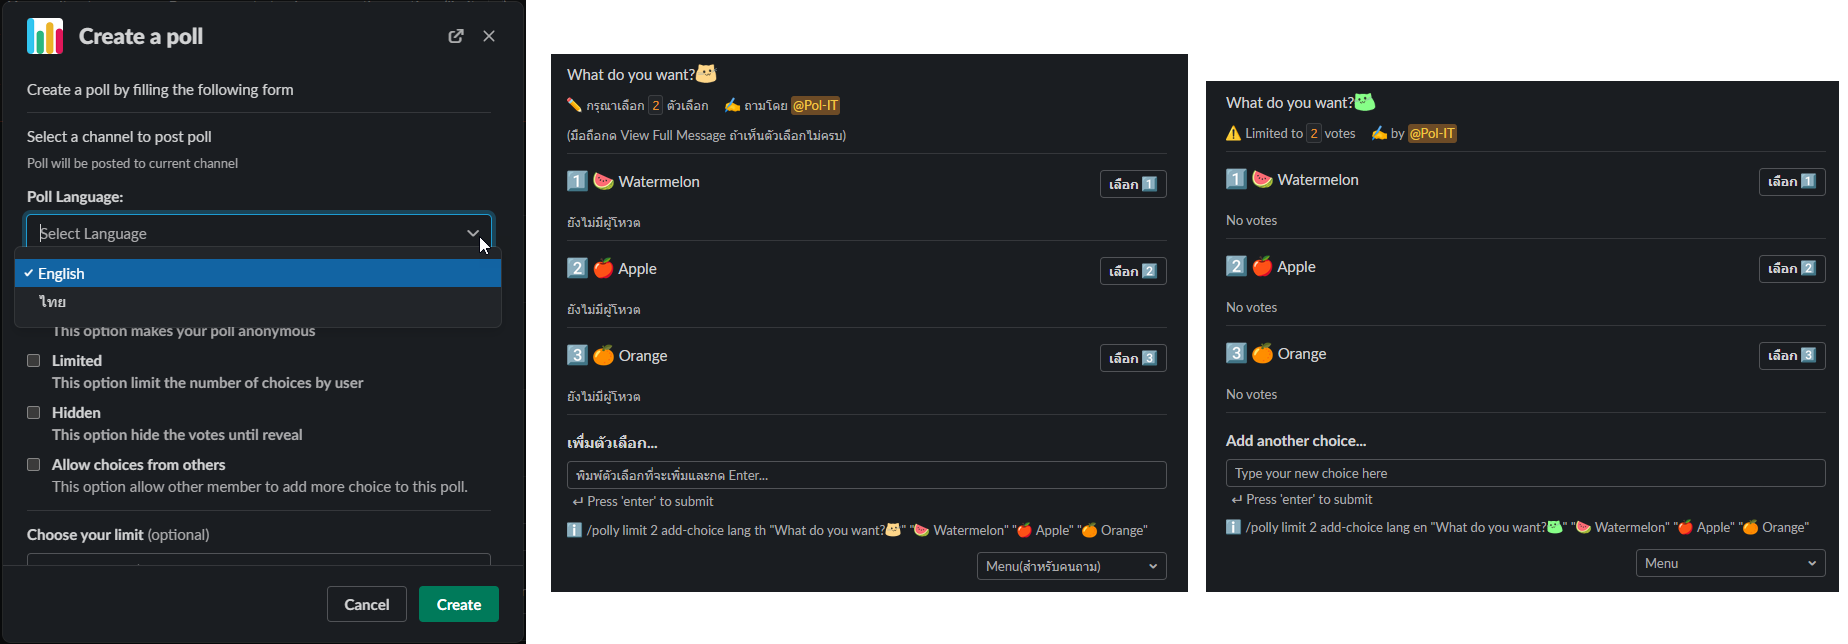 Create a poll
Create a poll by filling the following form
Select a channel to post poll
Poll will be posted to current channel
Poll Language:
Select Language
English
ไทย
This option makes your poll anonymous
Limited
This option limit the number of choices by user
Hidden
This option hide the votes until reveal
Allow choices from others
This option allow other member to add more choice to this poll.
Choose your limit (optional)
Cancel
Create
What do you want?
กรุณาเลือก 2 ตัวเลือก ถามโดย @Pol-IT
(มือถือกด View Full Message ถ้าเห็นตัวเลือกไม่ครบ)
1 Watermelon
เลือก 1
ยังไม่มีผู้โหวต
2 Apple
เลือก 2
ยังไม่มีผู้โหวต
3 Orange
เลือก 3
ยังไม่มีผู้โหวต
เพิ่มตัวเลือก...
พิมพ์ตัวเลือกที่จะเพิ่มและกด Enter...
↵ Press 'enter' to submit
/polly limit 2 add-choice lang th "What do you want?" "🍉 Watermelon" "🍎 Apple" "🍊 Orange"
Menu(สำหรับคนถาม)
What do you want?
Limited to 2 votes by @Pol-IT
1 Watermelon
เลือก 1
No votes
2 Apple
เลือก 2
No votes
3 Orange
เลือก 3
No votes
Add another choice...
Type your new choice here
↵ Press 'enter' to submit
/polly limit 2 add-choice lang en "What do you want?" "🍉 Watermelon" "🍎 Apple" "🍊 Orange"
Menu